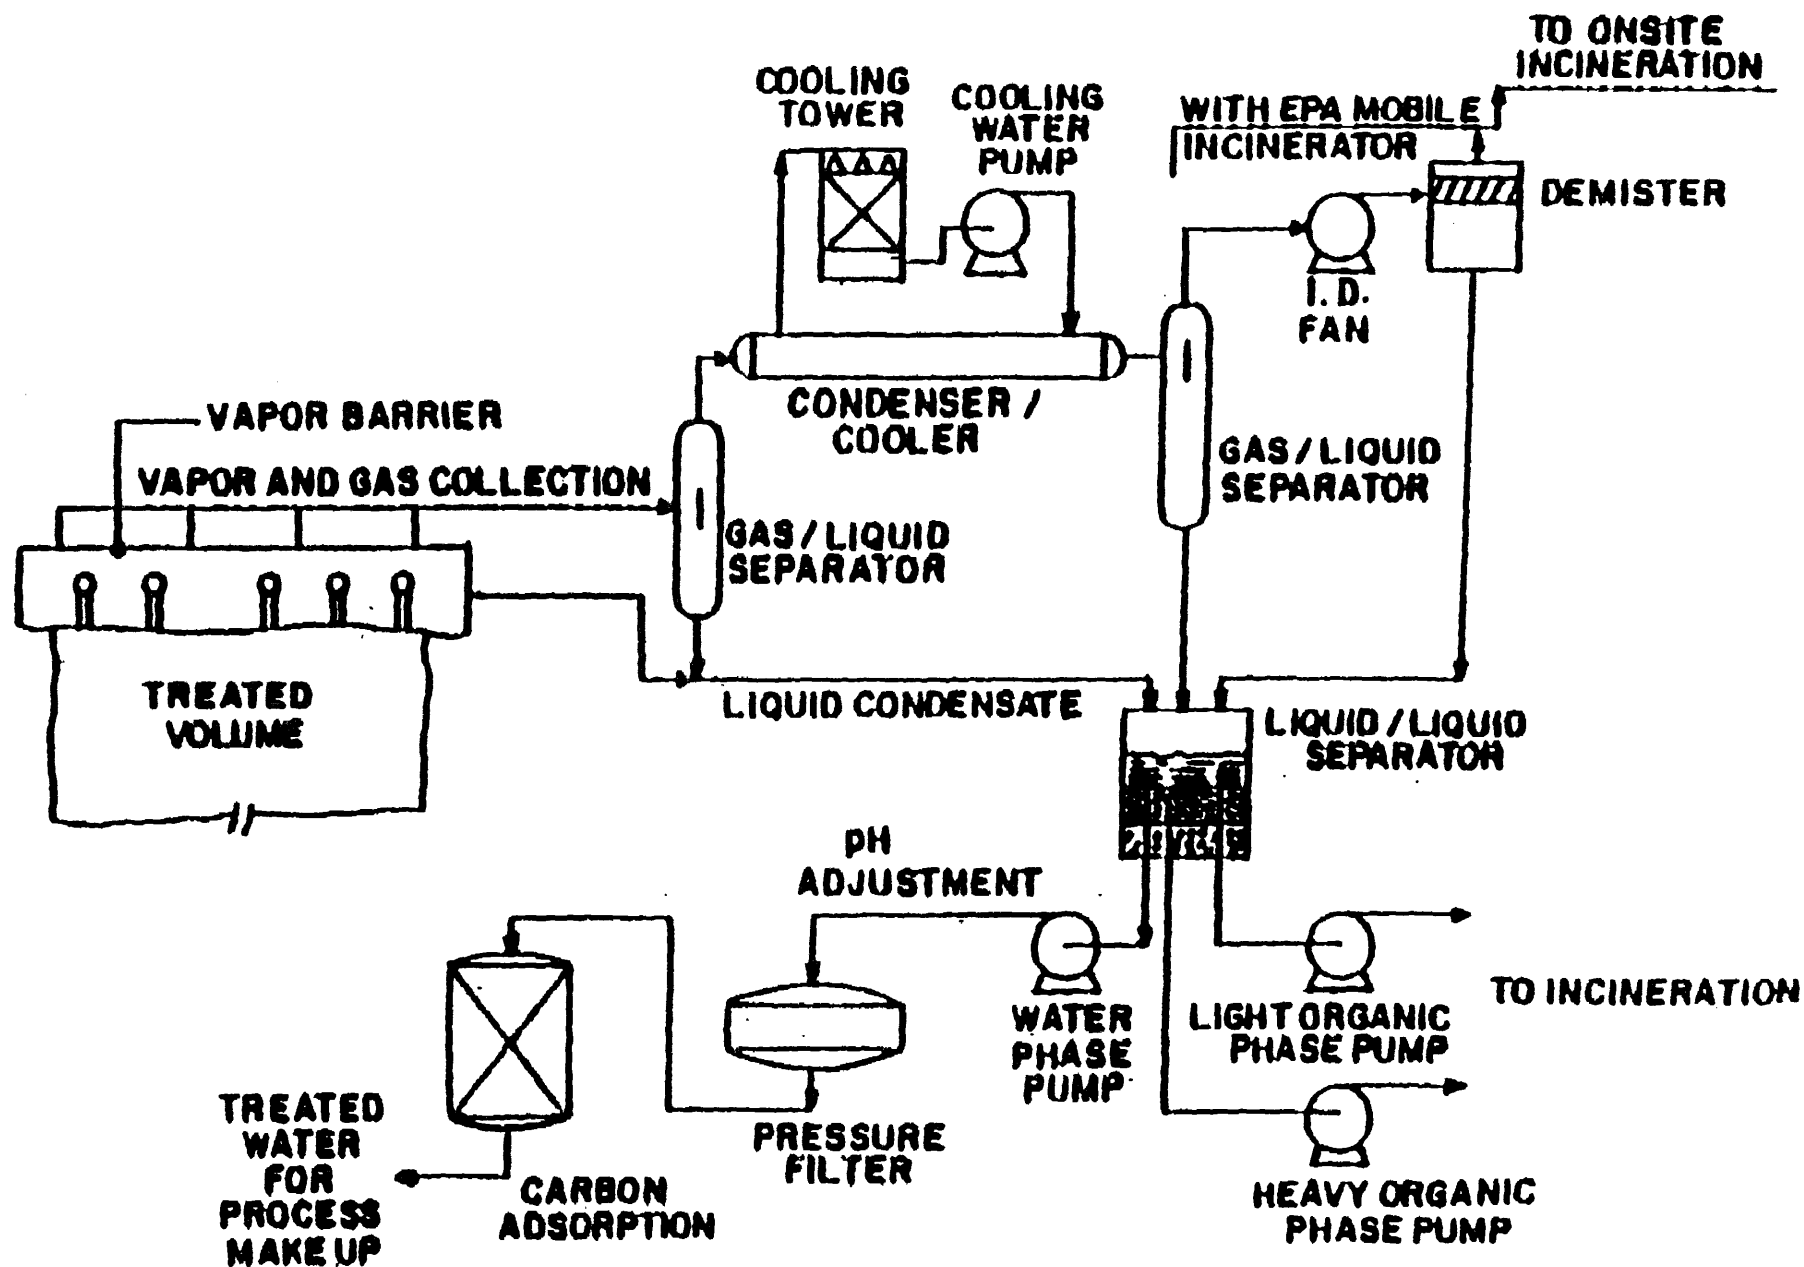 TO ONSITE
INCINERATION
COOLING
TOWER
COOLING
WATER
PUMP
WITH EPA MOBILE
INCINERATOR
DEMISTER
I. D.
FAN
CONDENSER /
COOLER
VAPOR BARRIER
VAPOR AND GAS COLLECTION
GAS / LIQUID
SEPARATOR
GAS / LIQUID
SEPARATOR
TREATED
VOLUME
LIQUID CONDENSATE
LIQUID / LIQUID
SEPARATOR
pH
ADJUSTMENT
WATER
PHASE
PUMP
LIGHT ORGANIC
PHASE PUMP
TO INCINERATION
HEAVY ORGANIC
PHASE PUMP
PRESSURE
FILTER
CARBON
ADSORPTION
TREATED
WATER
FOR
PROCESS
MAKE UP